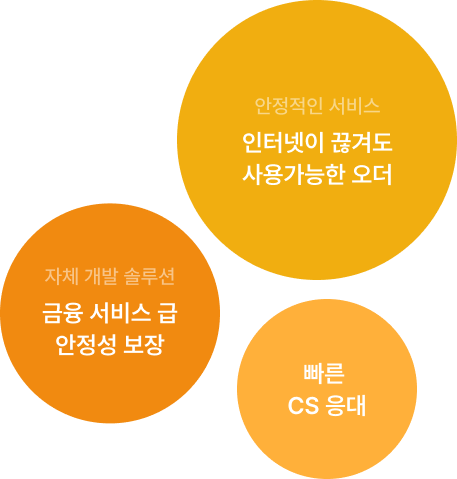 안정적인 서비스
인터넷이 끊겨도
사용가능한 오더
자체 개발 솔루션
금융 서비스 급
안정성 보장
빠른
CS 응대